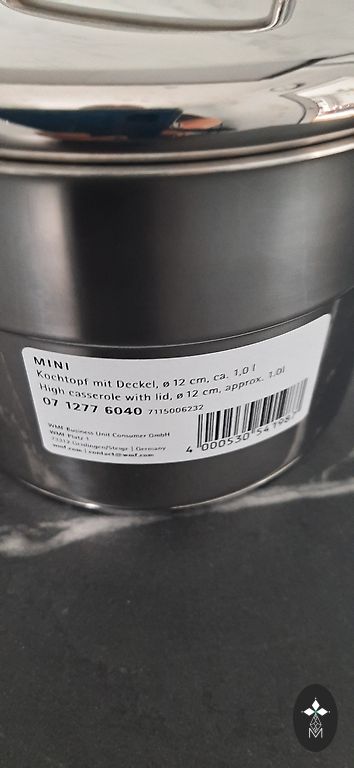 MINI
Kochtopf mit Deckel, ø 12 cm, ca. 1,0 l
High casserole with lid, ø 12 cm, approx. 1,0l
07 1277 6040 7115006232
WMF Business Unit Consumer GmbH
WMF Platz 1
73312 Geislingen/Steige | Germany
wmf.com | contact@wmf.com
4 000530 541987
M